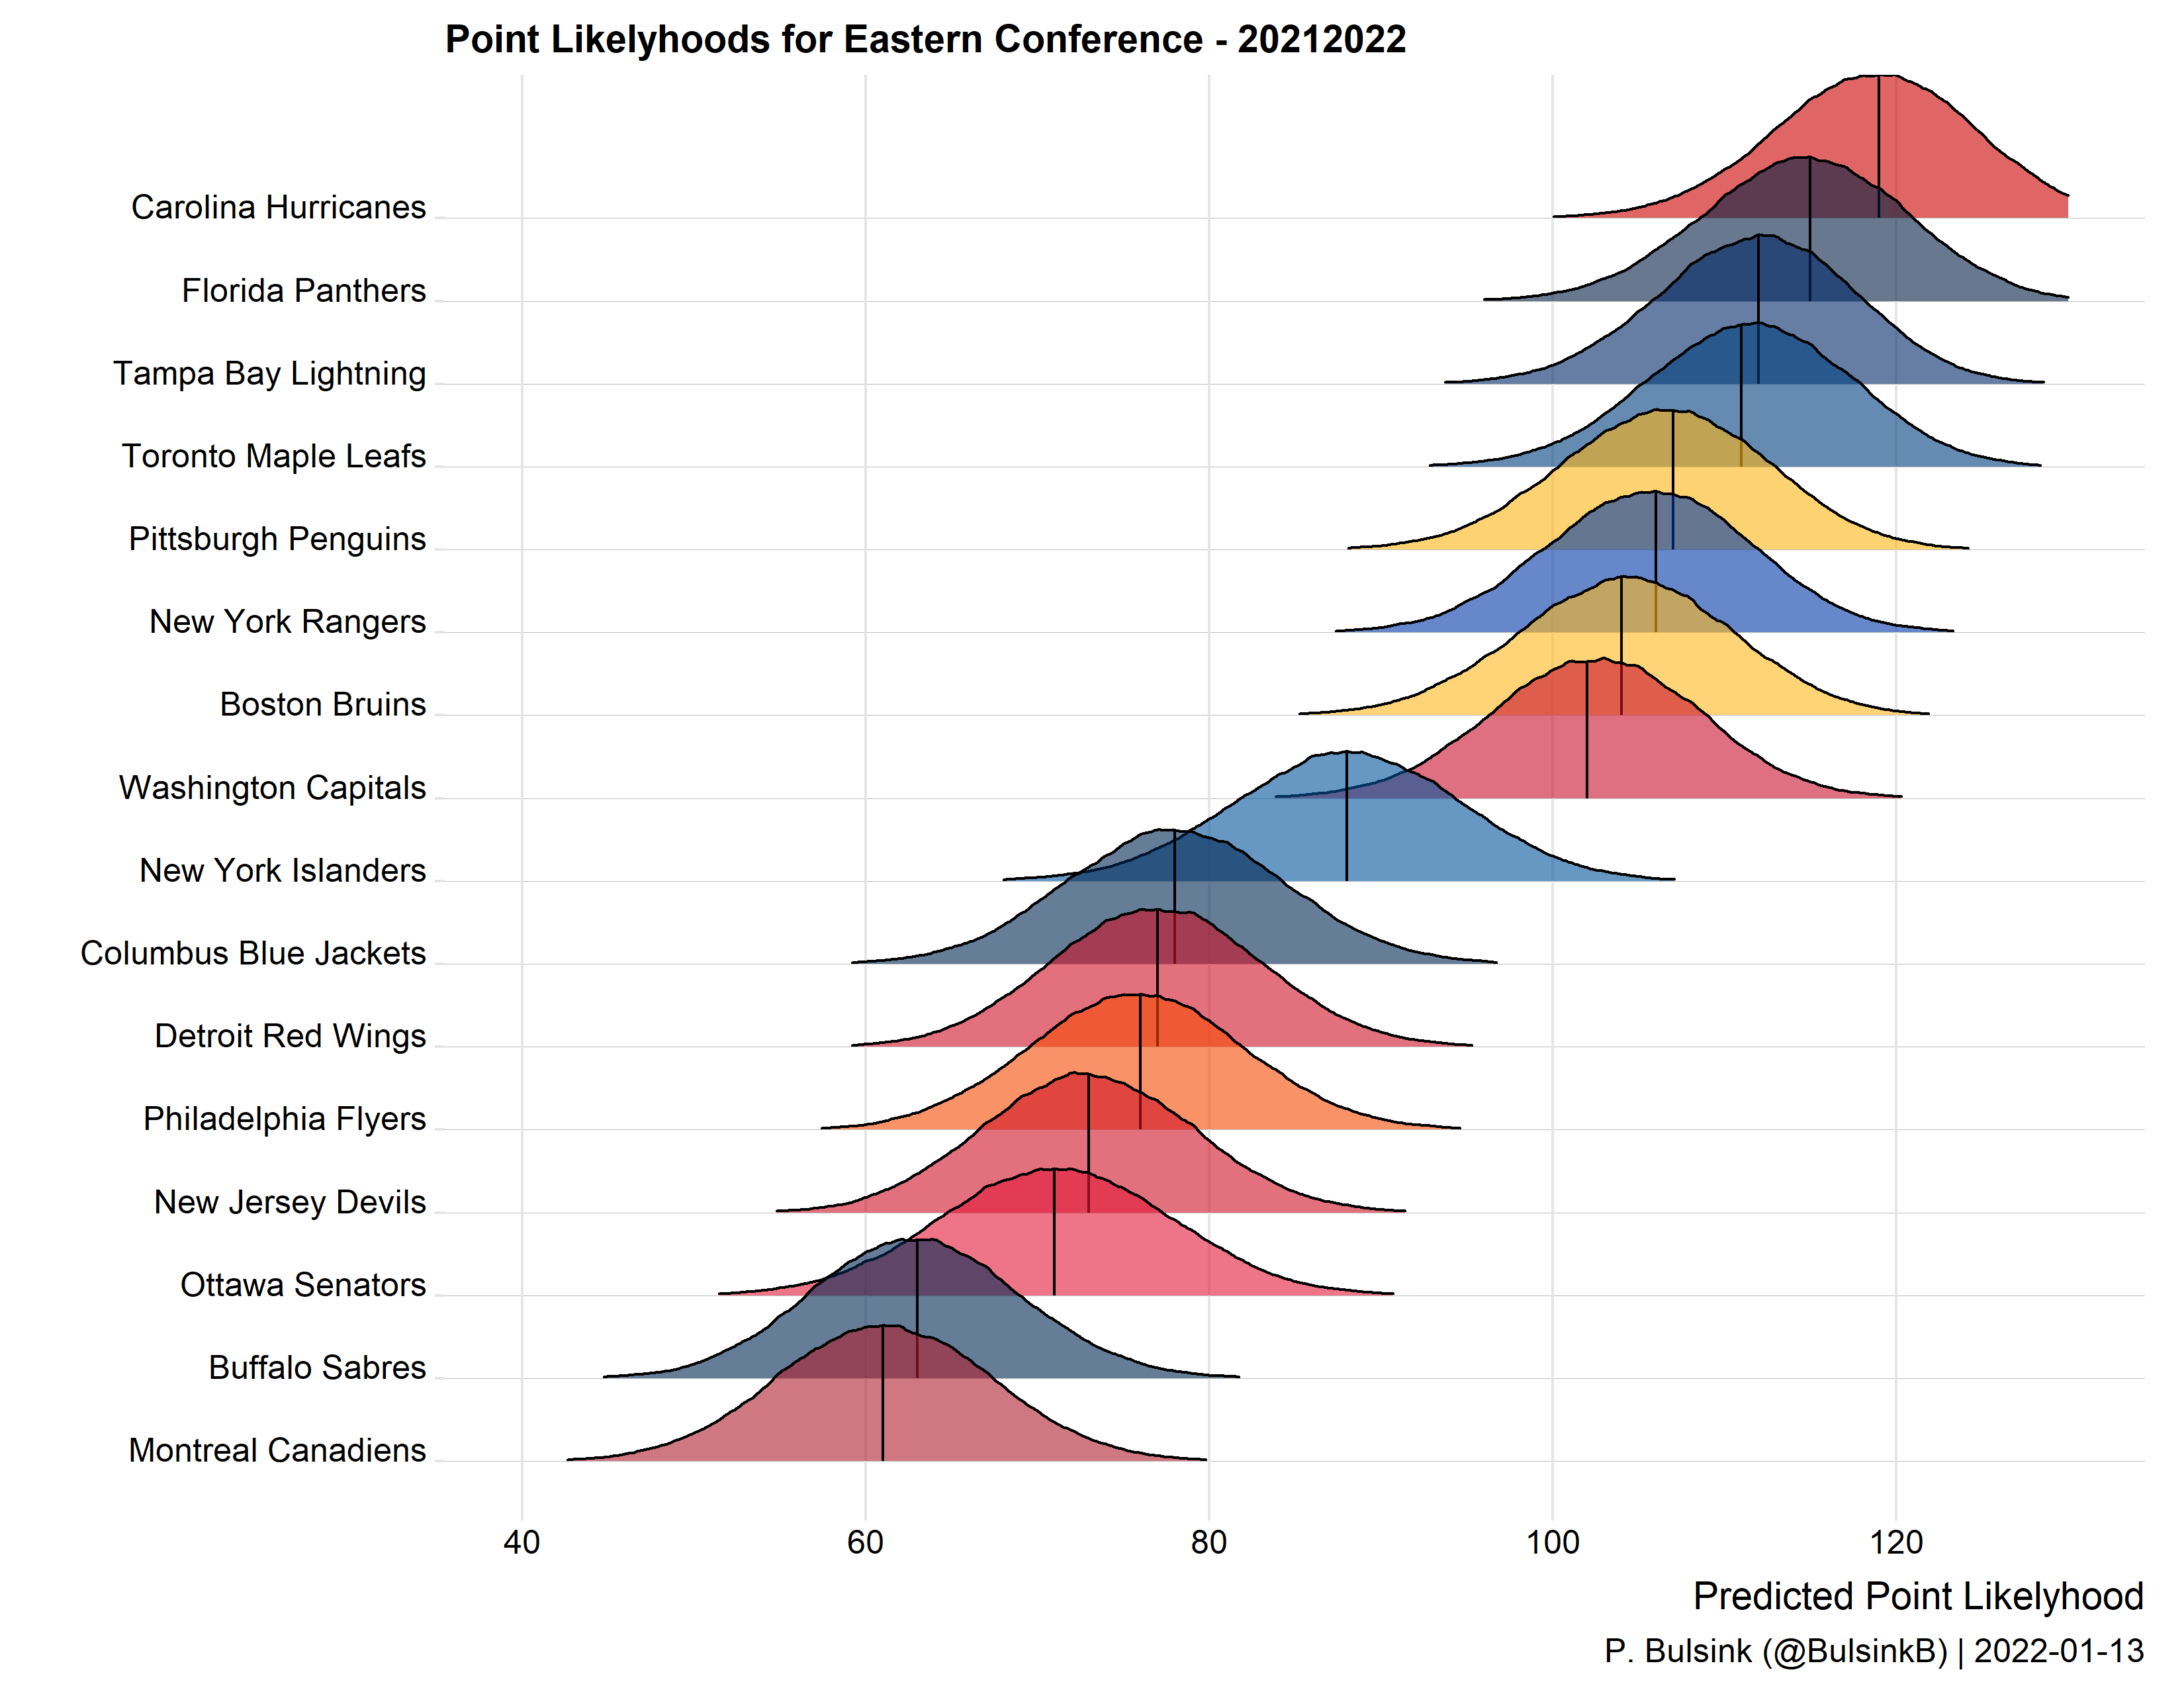 Point Likelyhoods for Eastern Conference - 20212022
Carolina Hurricanes
Florida Panthers
Tampa Bay Lightning
Toronto Maple Leafs
Pittsburgh Penguins
New York Rangers
Boston Bruins
Washington Capitals
New York Islanders
Columbus Blue Jackets
Detroit Red Wings
Philadelphia Flyers
New Jersey Devils
Ottawa Senators
Buffalo Sabres
Montreal Canadiens
40 60 80 100 120
Predicted Point Likelyhood
P. Bulsink (@BulsinkB) | 2022-01-13